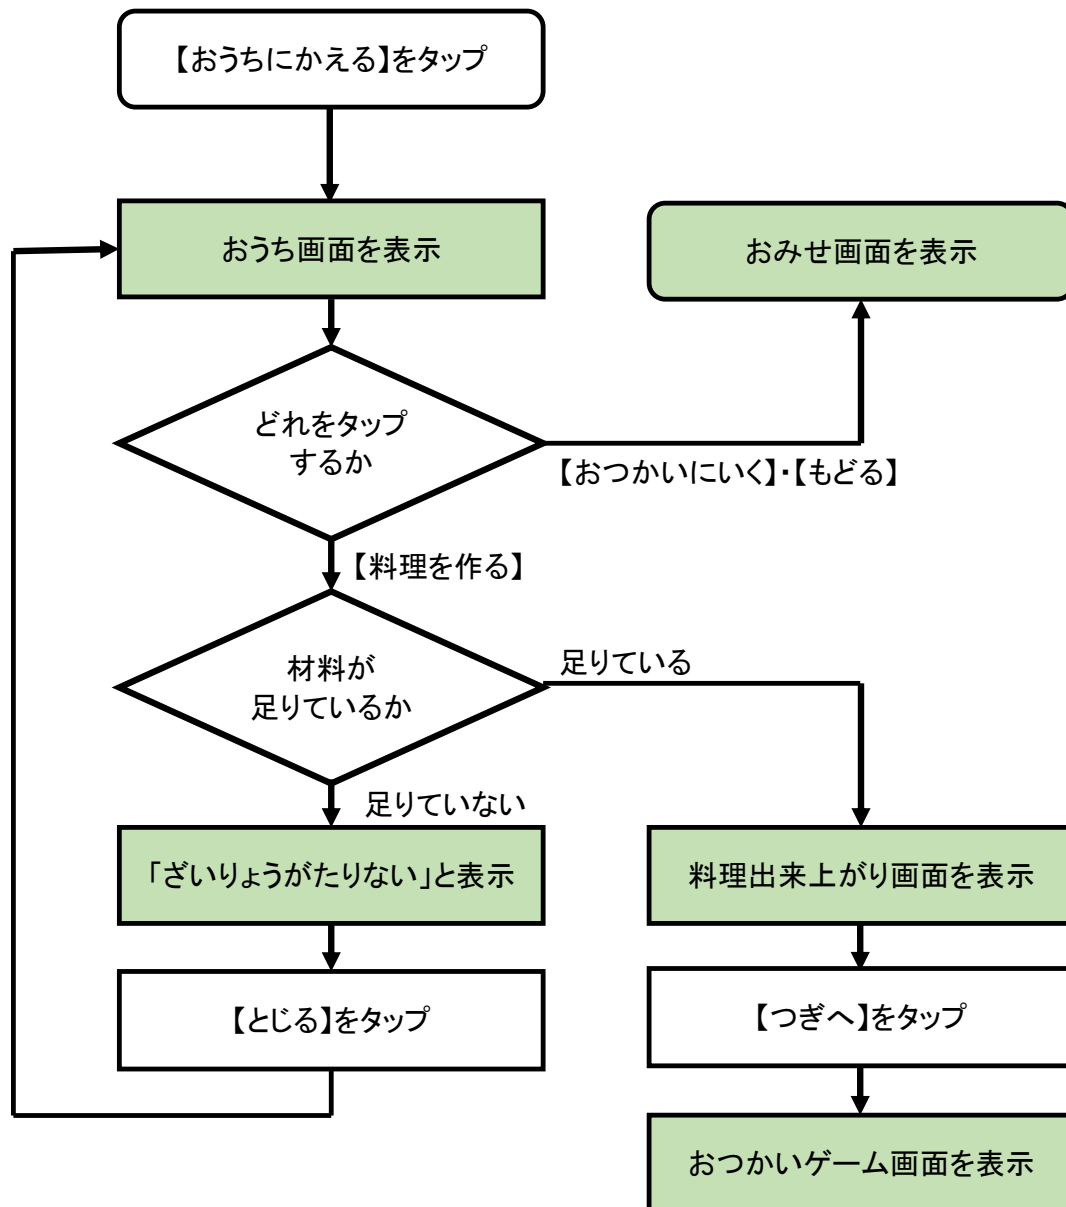 【おうちにかえる】をタップ
おうち画面を表示
おみせ画面を表示
どれをタップ
するか
【おつかいにいく】・【もどる】
【料理を作る】
材料が
足りているか
足りている
足りていない
「ざいりょうがたりない」と表示
料理出来上がり画面を表示
【とじる】をタップ
【つぎへ】をタップ
おつかいゲーム画面を表示